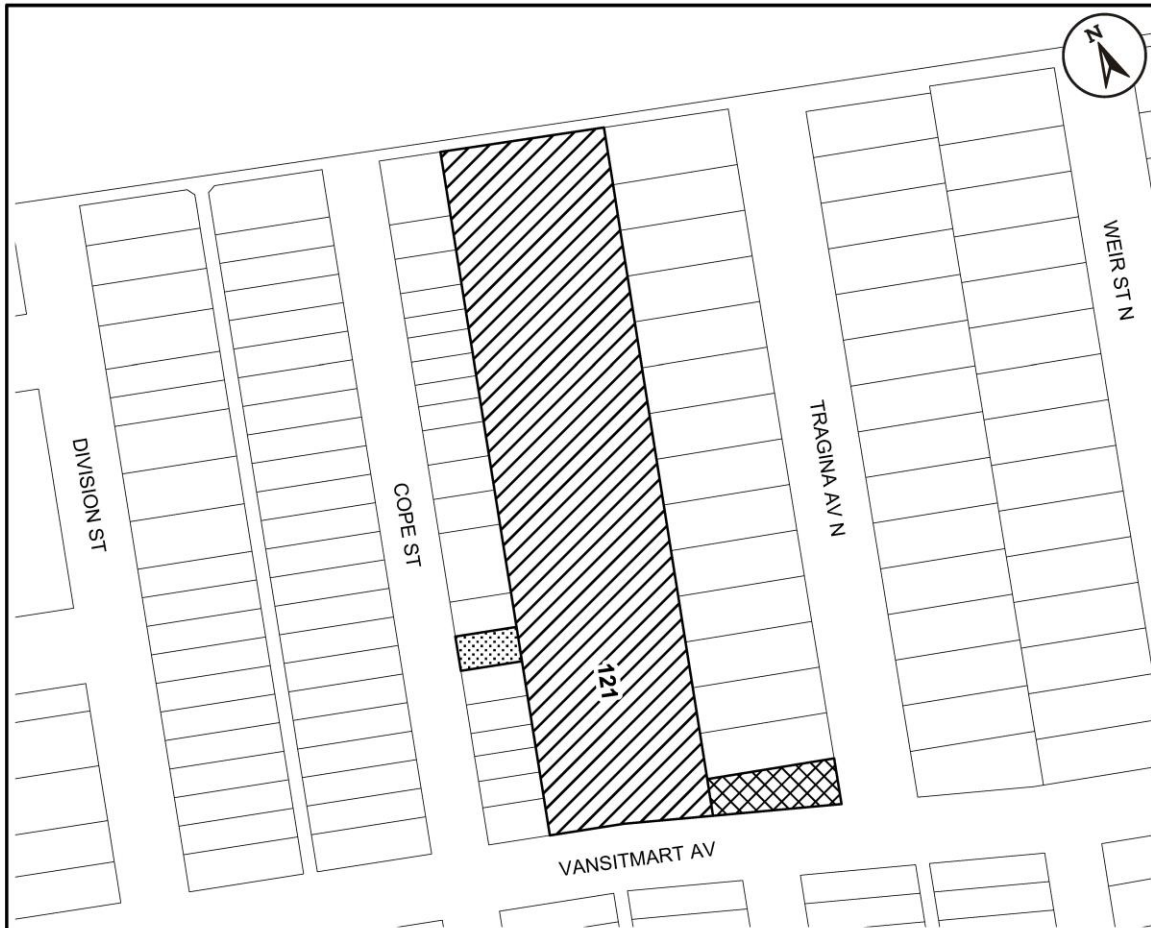 N
WEIR ST N
TRAGINA AV N
DIVISION ST
COPE ST
121
VANSITMART AV